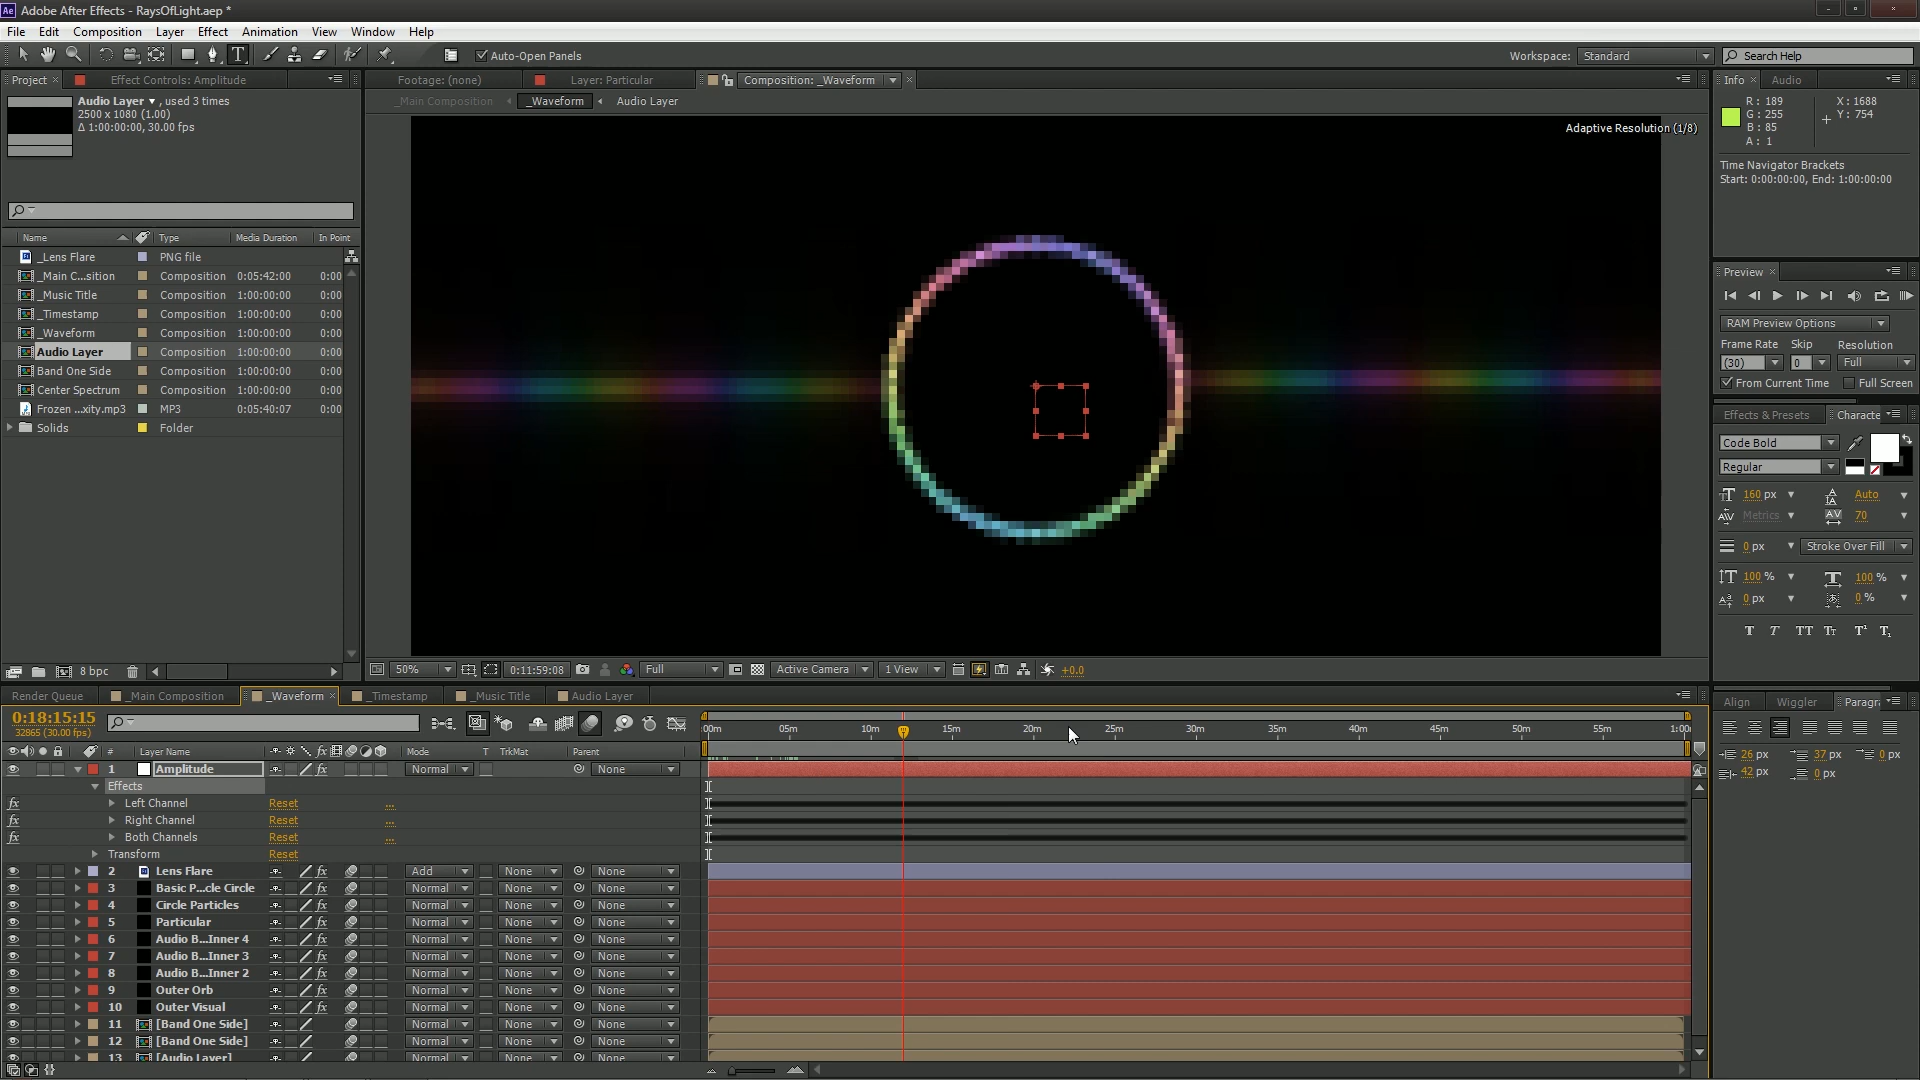 Ae Adobe After Effects - RaysOfLight.aep *
File Edit Composition Layer Effect Animation View Window Help
Auto-Open Panels
Workspace: Standard
Search Help
Project
Effect Controls: Amplitude
Audio Layer , used 3 times
2500 x 1080 (1.00)
Δ 1:00:00:00, 30.00 fps
Name Type Media Duration In Point
_Lens Flare PNG file
_Main C...sition Composition 0:05:42:00 0:00
_Music Title Composition 1:00:00:00 0:00
_Timestamp Composition 1:00:00:00 0:00
_Waveform Composition 1:00:00:00 0:00
Audio Layer Composition 1:00:00:00 0:00
Band One Side Composition 1:00:00:00 0:00
Center Spectrum Composition 1:00:00:00 0:00
Frozen ...xity.mp3 MP3 0:05:40:07 0:00
Solids Folder
8 bpc
Footage: (none)
Layer: Particular
Composition: _Waveform
_Main Composition _Waveform Audio Layer
Adaptive Resolution (1/8)
50% 0:11:59:08 Full Active Camera 1 View +0.0
Info Audio
R : 189 X : 1688
G : 255 Y : 754
B : 85
A : 1
Time Navigator Brackets
Start: 0:00:00:00, End: 1:00:00:00
Preview
RAM Preview Options
Frame Rate Skip Resolution
(30) 0 Full
From Current Time Full Screen
Effects & Presets Characte
Code Bold
Regular
160 px Auto
Metrics 70
0 px Stroke Over Fill
100 % 100 %
0 px 0 %
T T TT Tt T¹ T₁
Align Wiggler Paragr
26 px 37 px 0 px
42 px 0 px
Render Queue _Main Composition _Waveform _Timestamp _Music Title Audio Layer
0:18:15:15
32865 (30.00 fps)
:00m 05m 10m 15m 20m 25m 30m 35m 40m 45m 50m 55m 1:00
# Layer Name Mode T TrkMat Parent
1 Amplitude Normal None
Effects
fx Left Channel Reset ...
fx Right Channel Reset ...
fx Both Channels Reset ...
Transform Reset
2 Lens Flare Add None None
3 Basic P...cle Circle Normal None None
4 Circle Particles Normal None None
5 Particular Normal None None
6 Audio B...Inner 4 Normal None None
7 Audio B...Inner 3 Normal None None
8 Audio B...Inner 2 Normal None None
9 Outer Orb Normal None None
10 Outer Visual Normal None None
11 [Band One Side] Normal None None
12 [Band One Side] Normal None None
13 [Audio Layer] Normal None None